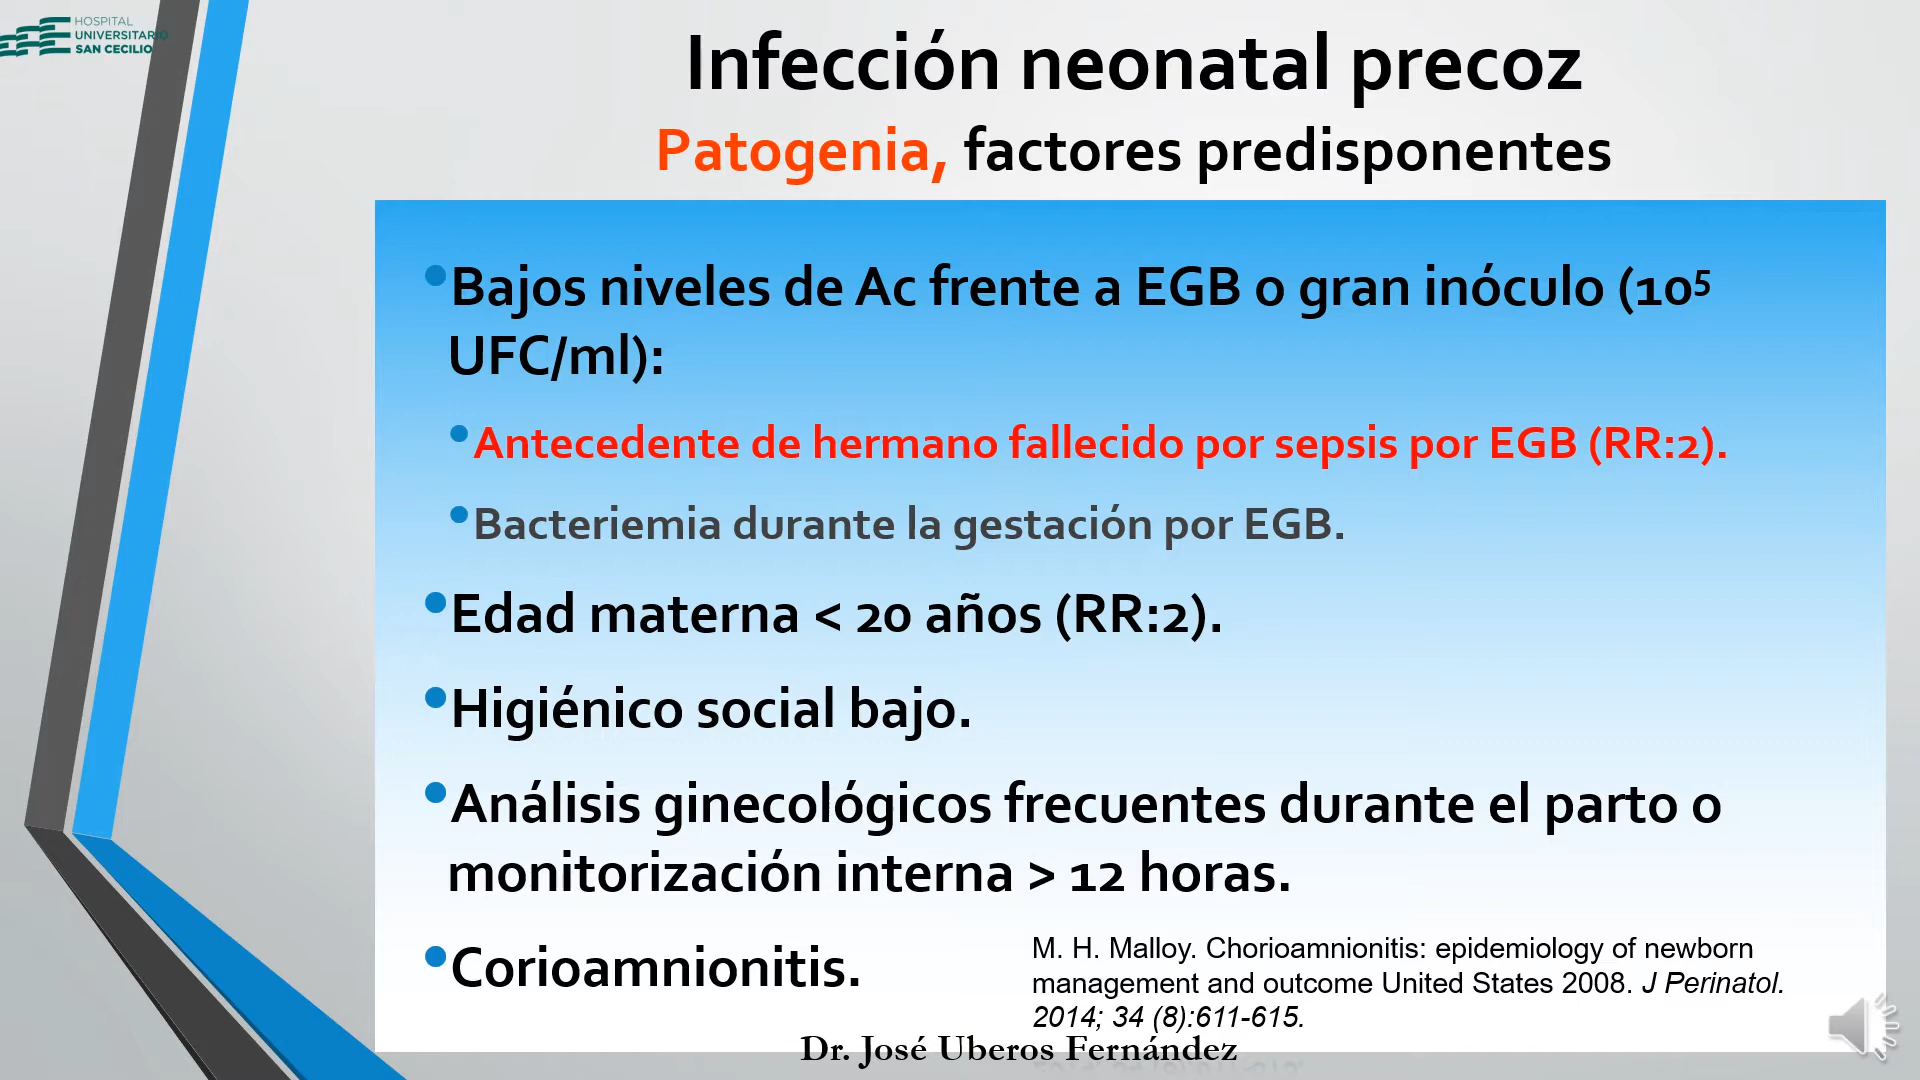 HOSPITAL
UNIVERSITARIO
SAN CECILIO
Infección neonatal precoz
Patogenia, factores predisponentes
•Bajos niveles de Ac frente a EGB o gran inóculo (10⁵
UFC/ml):
•Antecedente de hermano fallecido por sepsis por EGB (RR:2).
•Bacteriemia durante la gestación por EGB.
•Edad materna < 20 años (RR:2).
•Higiénico social bajo.
•Análisis ginecológicos frecuentes durante el parto o
monitorización interna > 12 horas.
•Corioamnionitis.
M. H. Malloy. Chorioamnionitis: epidemiology of newborn
management and outcome United States 2008. J Perinatol.
2014; 34 (8):611-615.
Dr. José Uberos Fernández